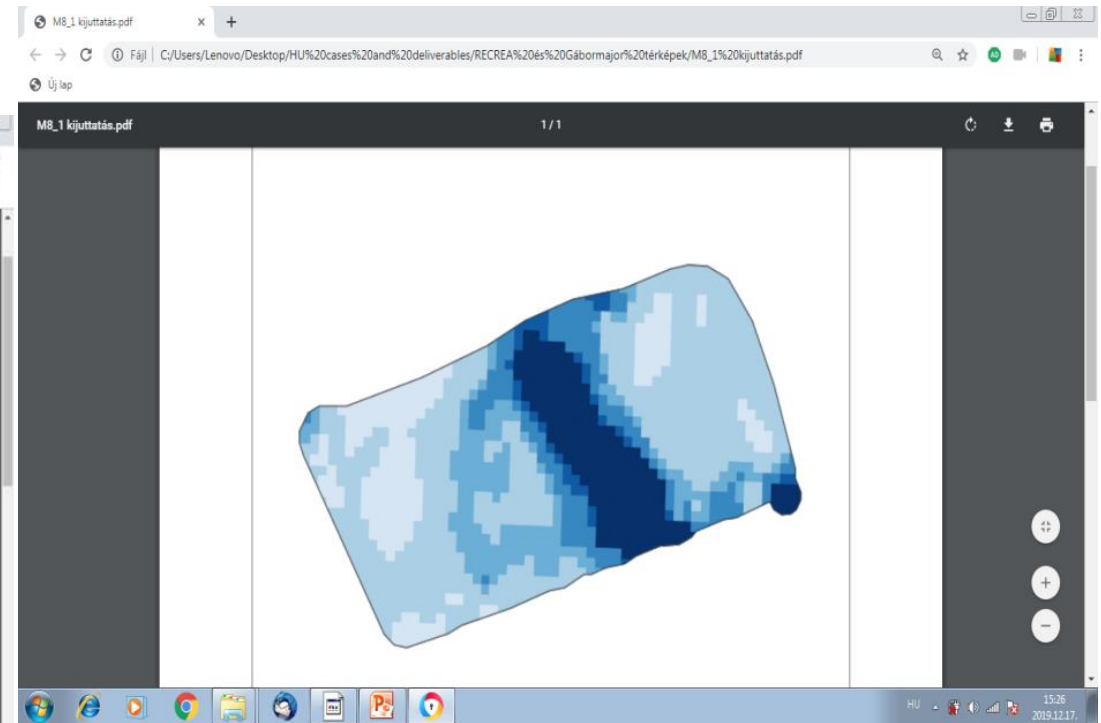 M8_1 kijuttatás.pdf
Fájl | C:/Users/Lenovo/Desktop/HU%20cases%20and%20deliverables/RECREA%20és%20Gábormajor%20térképek/M8_1%20kijuttatás.pdf
Új lap
M8_1 kijuttatás.pdf
1 / 1
HU
15:26
2019.12.17.